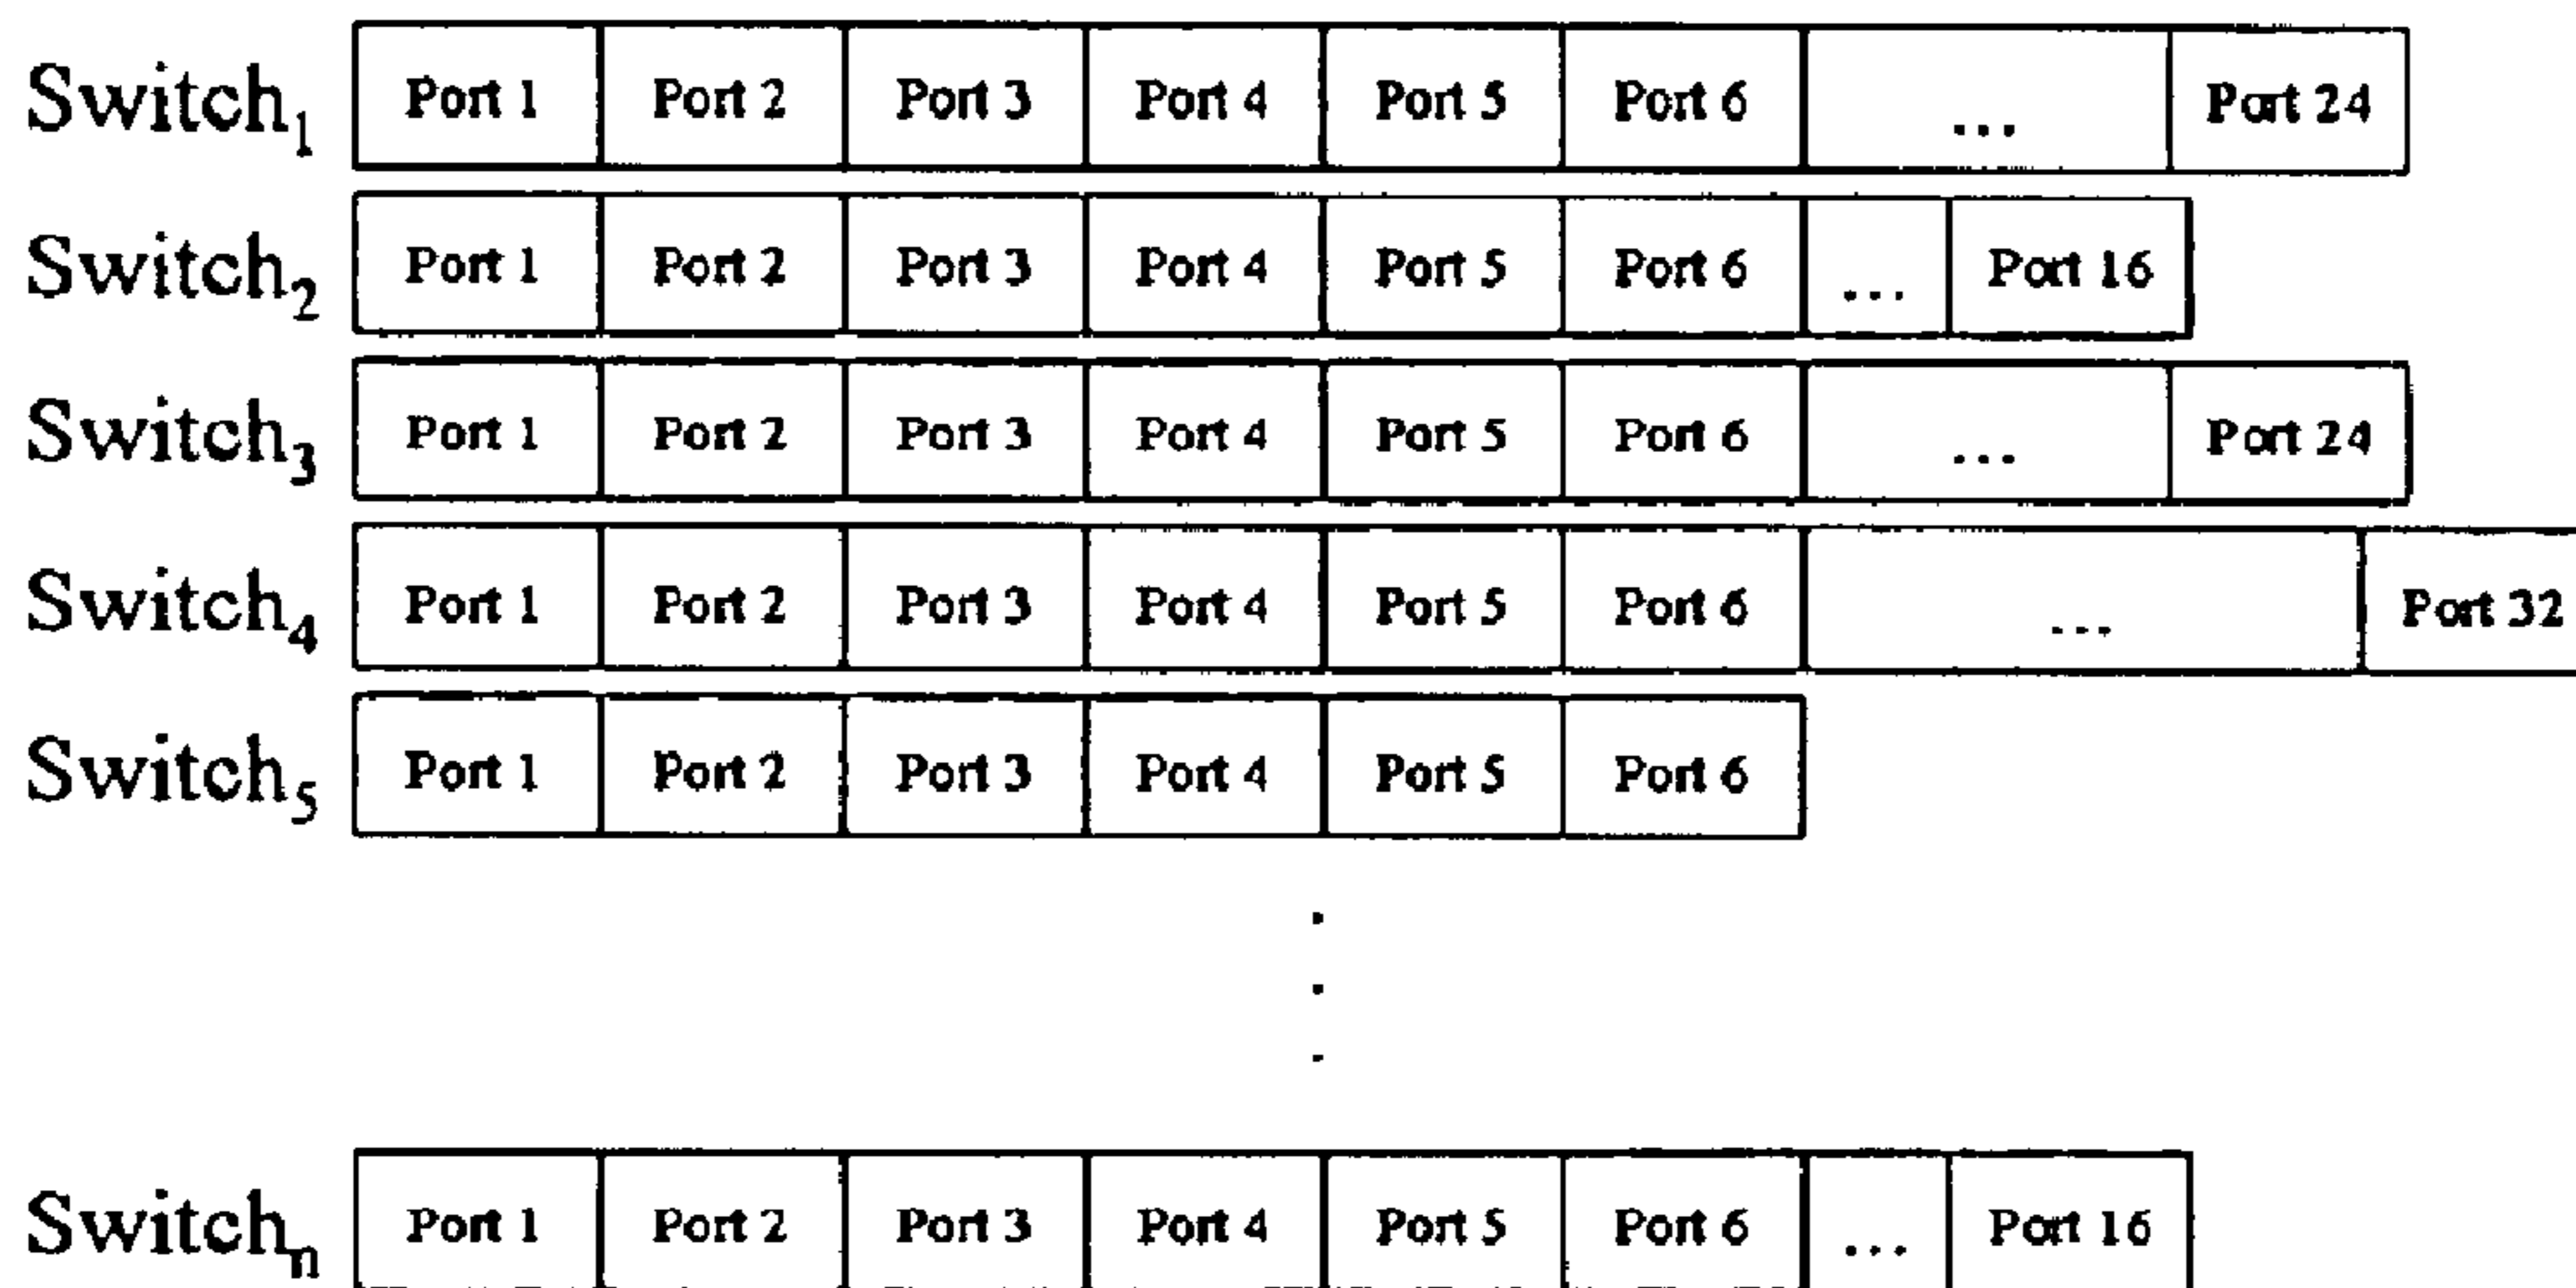 Switch₁ Port 1 Port 2 Port 3 Port 4 Port 5 Port 6 ... Port 24
Switch₂ Port 1 Port 2 Port 3 Port 4 Port 5 Port 6 ... Port 16
Switch₃ Port 1 Port 2 Port 3 Port 4 Port 5 Port 6 ... Port 24
Switch₄ Port 1 Port 2 Port 3 Port 4 Port 5 Port 6 ... Port 32
Switch₅ Port 1 Port 2 Port 3 Port 4 Port 5 Port 6
.
.
.
Switchₙ Port 1 Port 2 Port 3 Port 4 Port 5 Port 6 ... Port 16